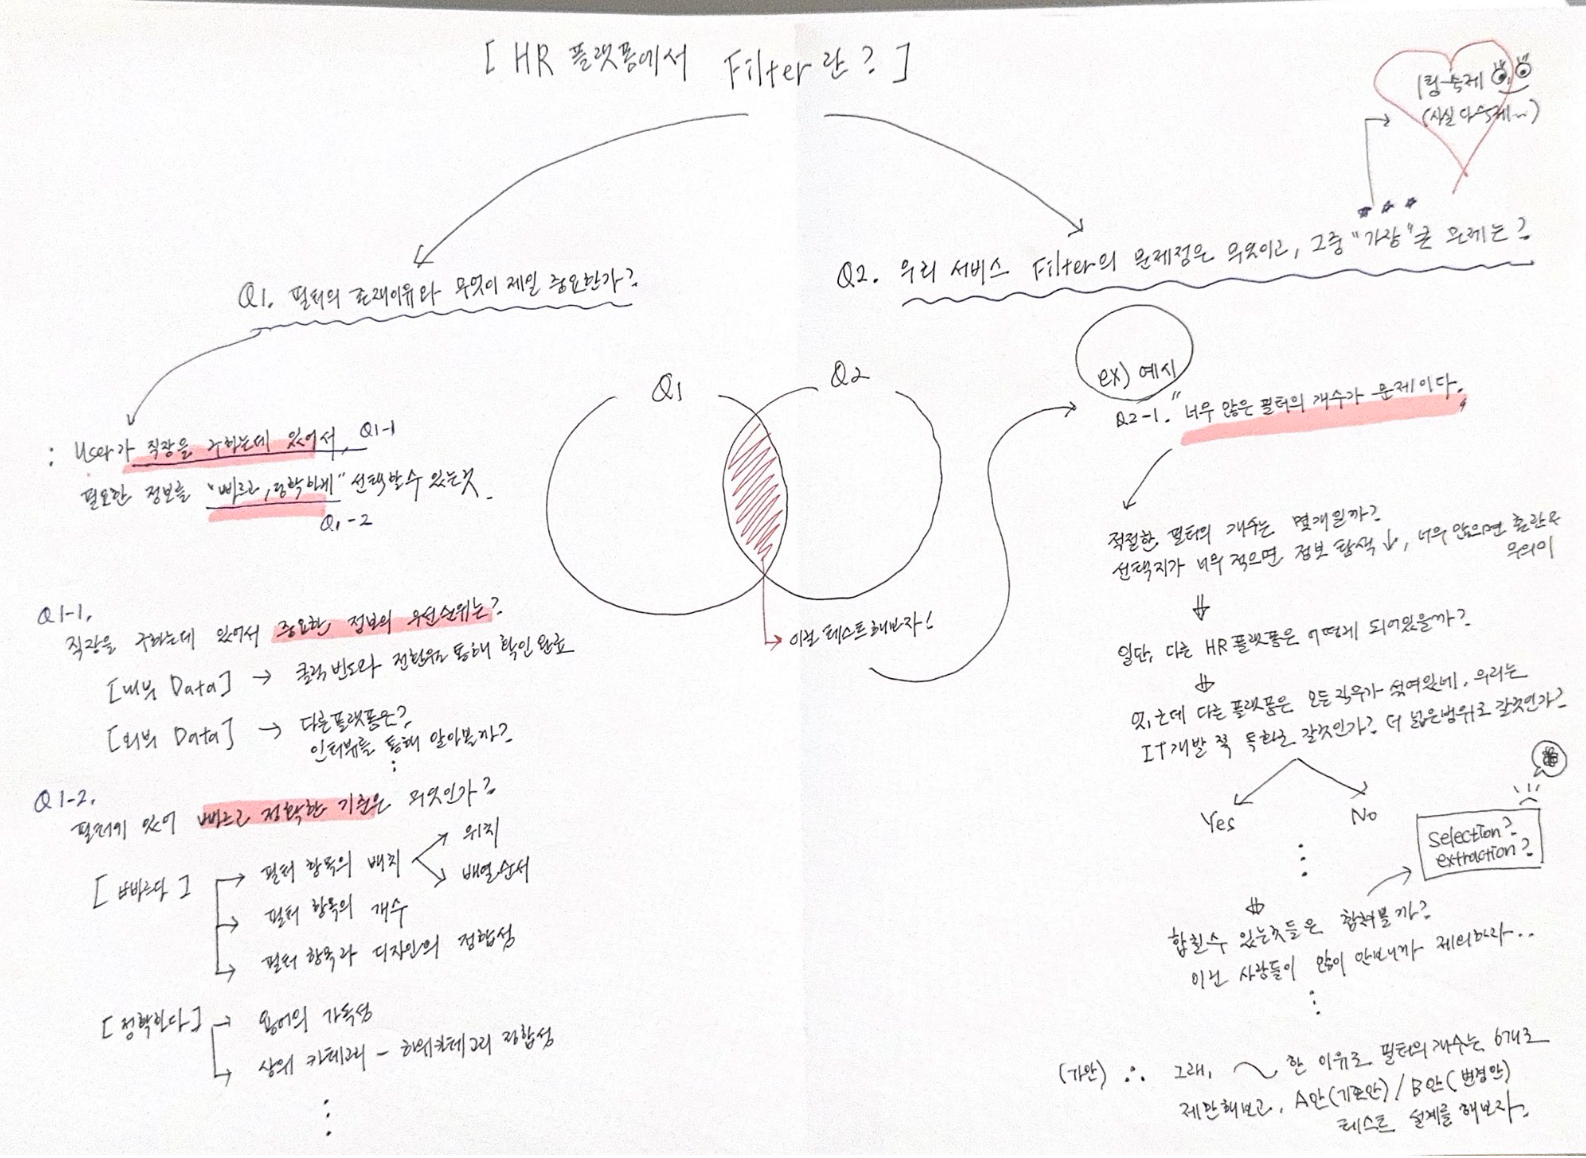 [ HR 플랫폼에서 Filter란? ]
1월 숙제
(사실 다 숙제~)
Q1. 필터의 존재이유와 무엇이 제일 중요한가?
Q2. 우리 서비스 Filter의 문제점은 무엇이고, 그중 "가장" 큰 문제는?
: User가 직장을 구하는데 있어서, Q1-1
필요한 정보를 "빠르고, 정확하게" 선택할 수 있는것.
Q1-2
Q1
Q2
이걸 테스트해보자!
ex) 예시
Q2-1. "너무 많은 필터의 개수가 문제이다."
적절한 필터의 개수는 몇개일까?
선택지가 너무 적으면 정보 탐색↓, 너무 많으면 혼란&
무의미
⇓
일단, 다른 HR 플랫폼은 어떻게 되어있을까?
⇓
엇, 근데 다른 플랫폼은 모든 직무가 섞여있네, 우리는
IT개발 쪽 특화로 갈것인가? 더 넓은범위로 갈것인가?
Yes
No
selection?
extraction?
⇓
합칠수 있는것들은 합쳐볼까?
이건 사람들이 많이 안보니까 제외하자..
(가안) ∴ 그래, ~한 이유로 필터의 개수는 6개로
제한해보고, A안(기존안) / B안(변경안)
테스트 설계를 해보자?
Q1-1.
직장을 구하는데 있어서 중요한 정보의 우선순위는?
[내부 Data] → 클릭빈도와 전환율로 통해 확인완료
[외부 Data] → 다른플랫폼은?
인터뷰를 통해 알아볼까?
Q1-2.
필터에 있어 빠르고 정확한 기준은 무엇인가?
[ 빠르다 ] → 필터 항목의 배치
위치
배열순서
→ 필터 항목의 개수
→ 필터 항목과 디자인의 정합성
[정확하다] → 용어의 가독성
→ 상위 카테고리 - 하위카테고리 정합성